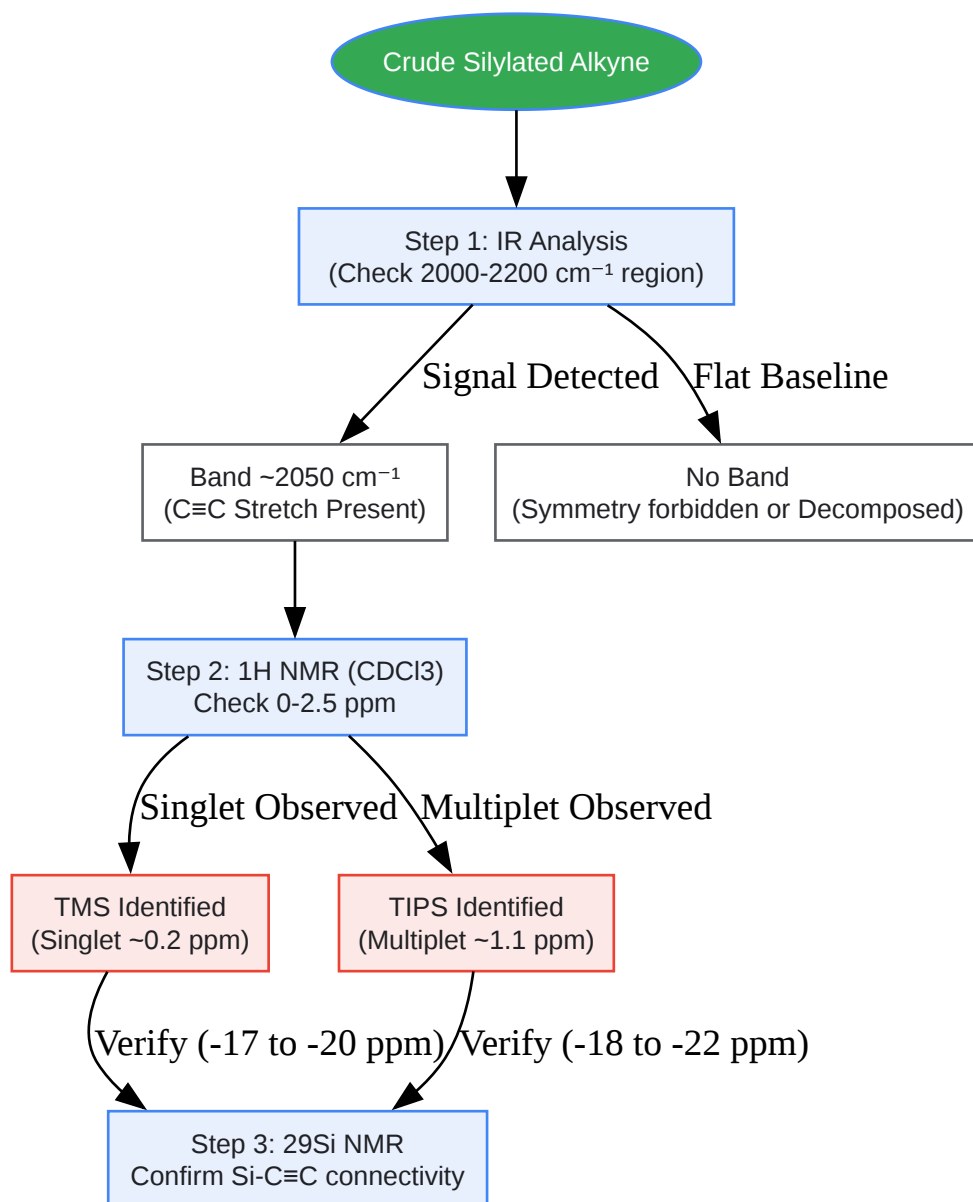 Crude Silylated Alkyne
Step 1: IR Analysis
(Check 2000-2200 cm⁻¹ region)
Signal Detected
Flat Baseline
Band ~2050 cm⁻¹
(C≡C Stretch Present)
No Band
(Symmetry forbidden or Decomposed)
Step 2: 1H NMR (CDCl3)
Check 0-2.5 ppm
Singlet Observed
Multiplet Observed
TMS Identified
(Singlet ~0.2 ppm)
TIPS Identified
(Multiplet ~1.1 ppm)
Verify (-17 to -20 ppm)
Verify (-18 to -22 ppm)
Step 3: 29Si NMR
Confirm Si-C≡C connectivity